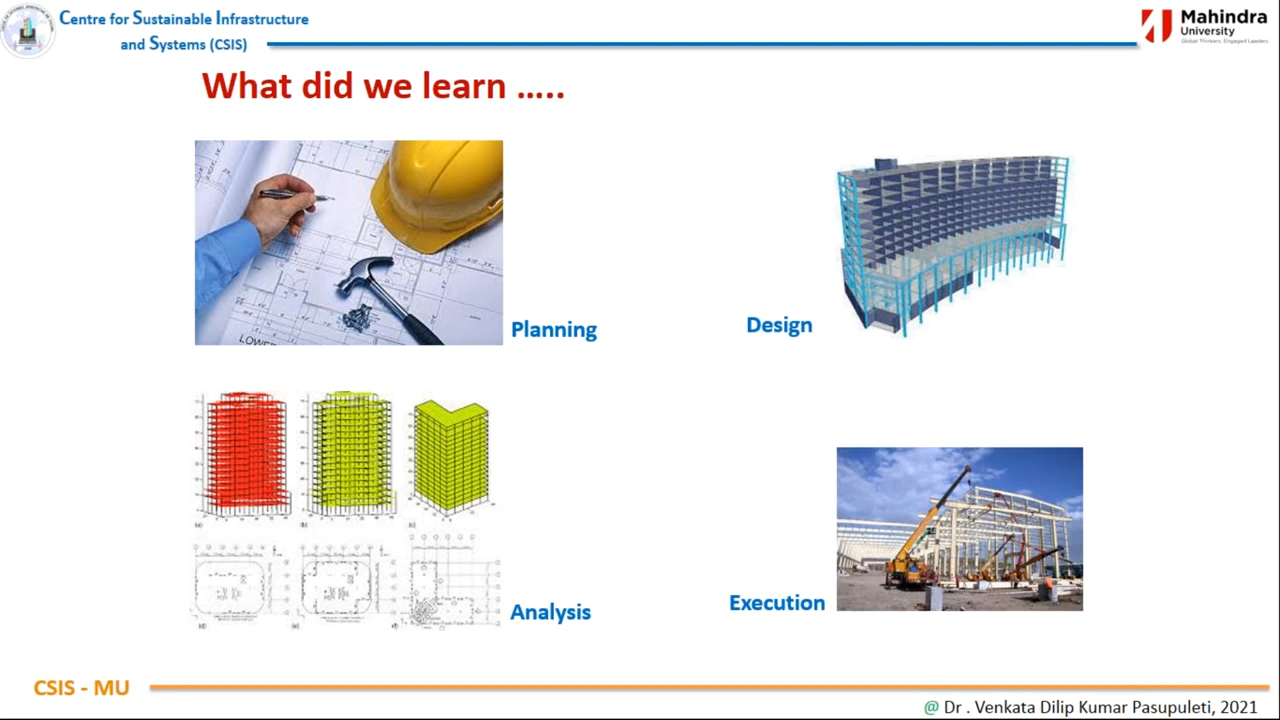 Centre for Sustainable Infrastructure
and Systems (CSIS)
Mahindra
University
Global Thinkers. Engaged Leaders.
What did we learn .....
LOWE
Planning
Design
(a)
(b)
(c)
(d)
(e)
Analysis
Execution
CSIS - MU
@ Dr . Venkata Dilip Kumar Pasupuleti, 2021